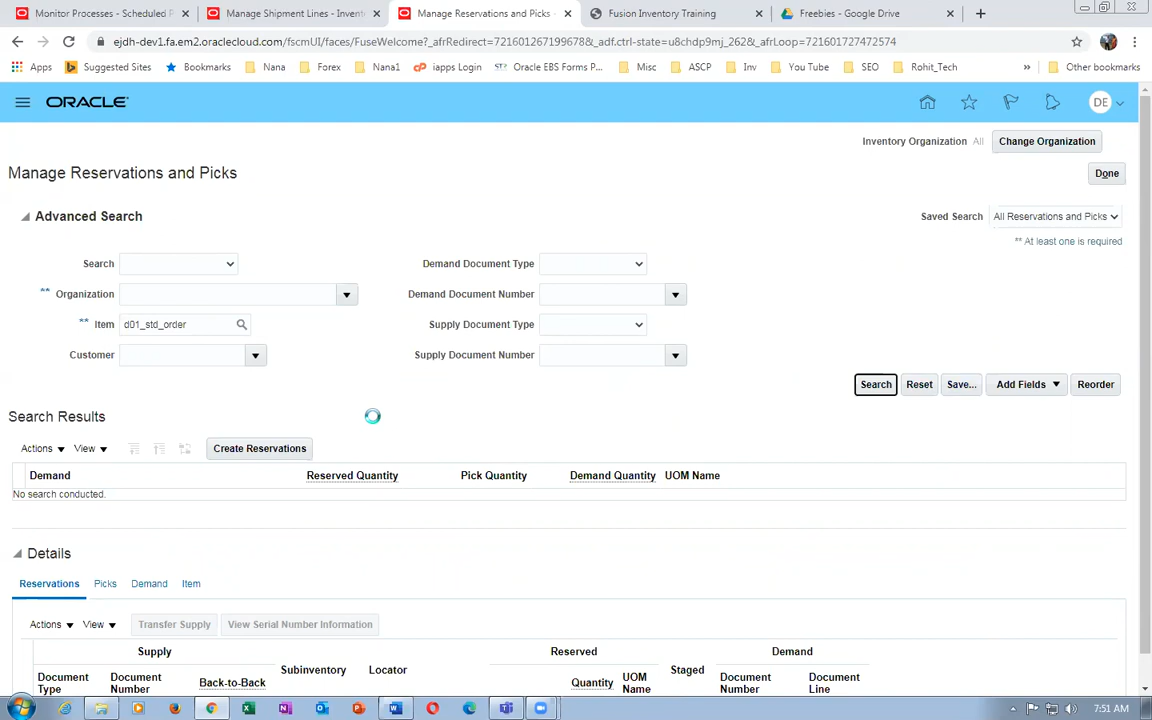 Monitor Processes - Scheduled P
Manage Shipment Lines - Invent
Manage Reservations and Picks -
Fusion Inventory Training
Freebies - Google Drive
ejdh-dev1.fa.em2.oraclecloud.com/fscmUI/faces/FuseWelcome?_afrRedirect=721601267199678&_adf.ctrl-state=u8chdp9mj_262&_afrLoop=721601727472574
Apps
Suggested Sites
Bookmarks
Nana
Forex
Nana1
iapps Login
Oracle EBS Forms P...
Misc
ASCP
Inv
You Tube
SEO
Rohit_Tech
»
Other bookmarks
ORACLE
DE
Inventory Organization All
Change Organization
Manage Reservations and Picks
Done
Advanced Search
Saved Search
All Reservations and Picks
** At least one is required
Search
Demand Document Type
** Organization
Demand Document Number
** Item
d01_std_order
Supply Document Type
Customer
Supply Document Number
Search
Reset
Save...
Add Fields
Reorder
Search Results
Actions
View
Create Reservations
Demand
Reserved Quantity
Pick Quantity
Demand Quantity
UOM Name
No search conducted.
Details
Reservations
Picks
Demand
Item
Actions
View
Transfer Supply
View Serial Number Information
Supply
Reserved
Demand
Subinventory
Locator
Staged
Document Type
Document Number
Back-to-Back
Quantity
UOM Name
Document Number
Document Line
7:51 AM